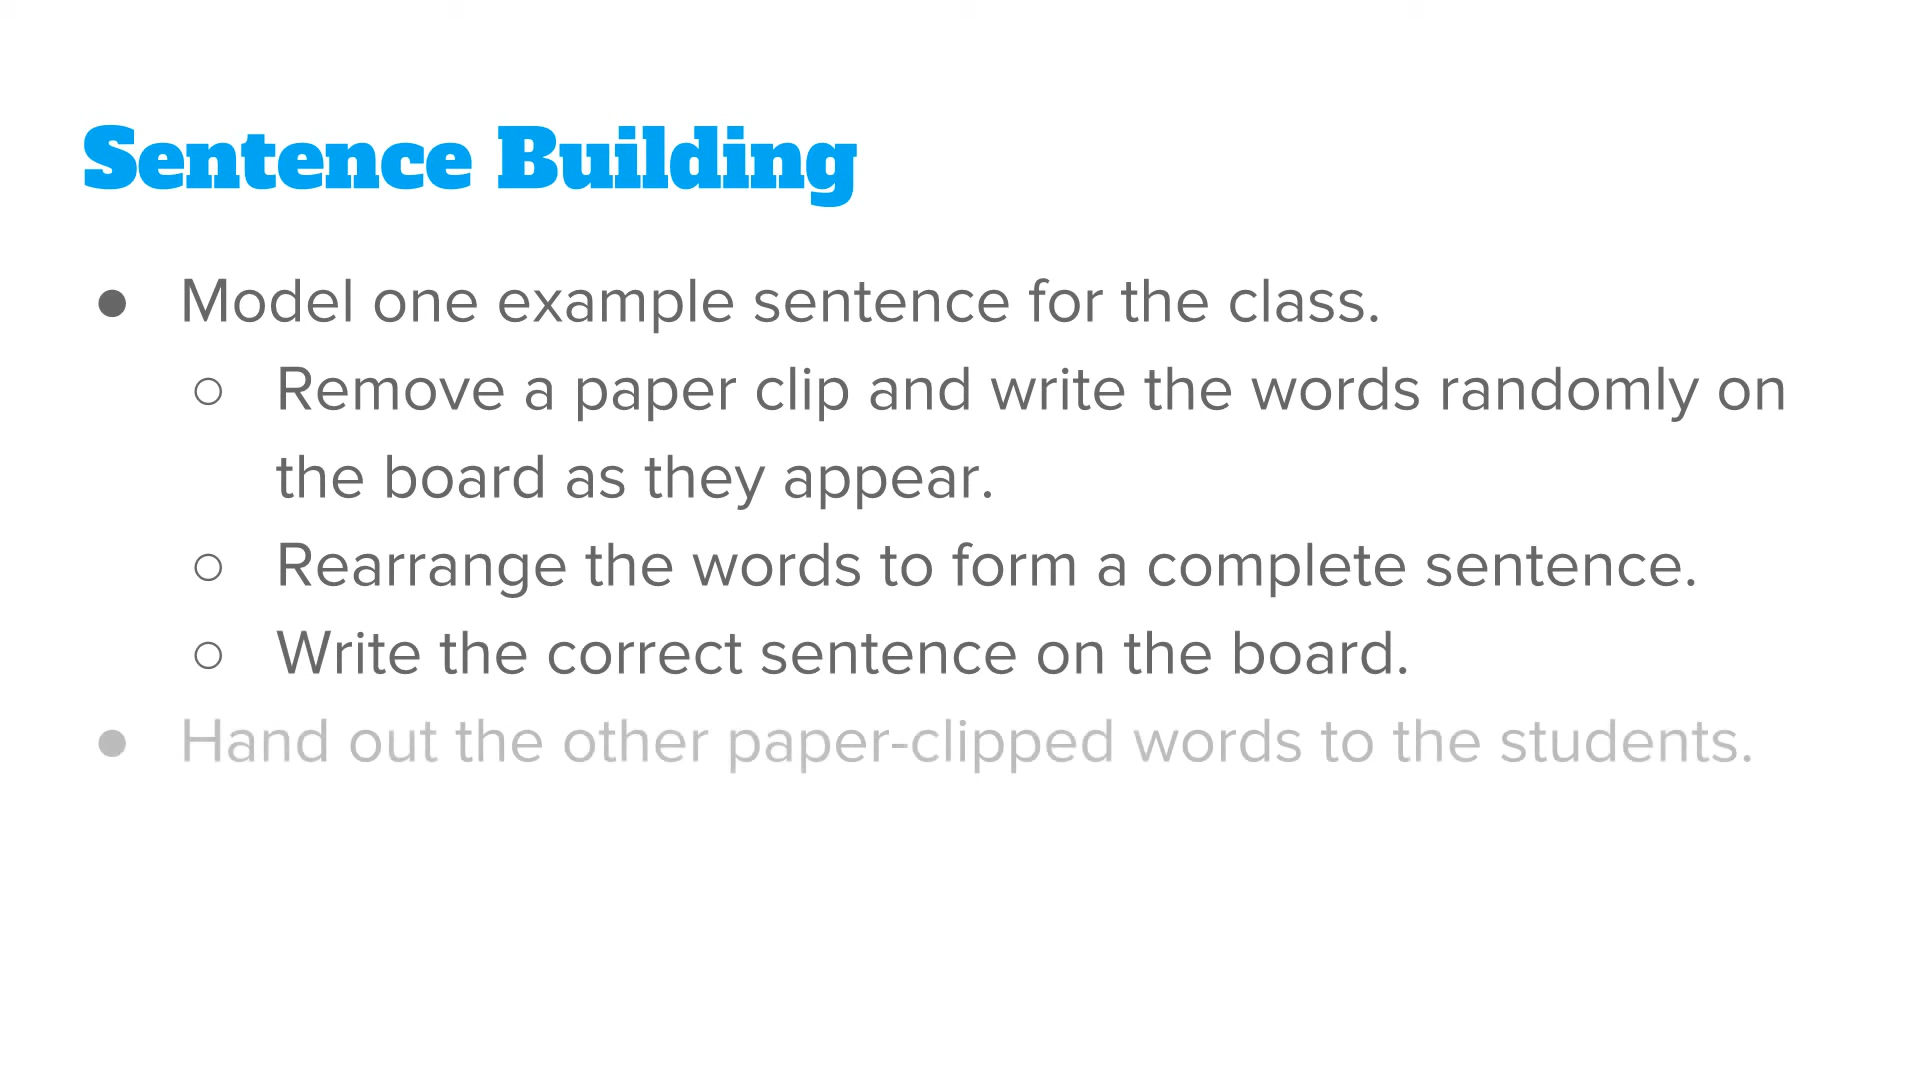 Sentence Building
● Model one example sentence for the class.
○ Remove a paper clip and write the words randomly on
the board as they appear.
○ Rearrange the words to form a complete sentence.
○ Write the correct sentence on the board.
● Hand out the other paper-clipped words to the students.